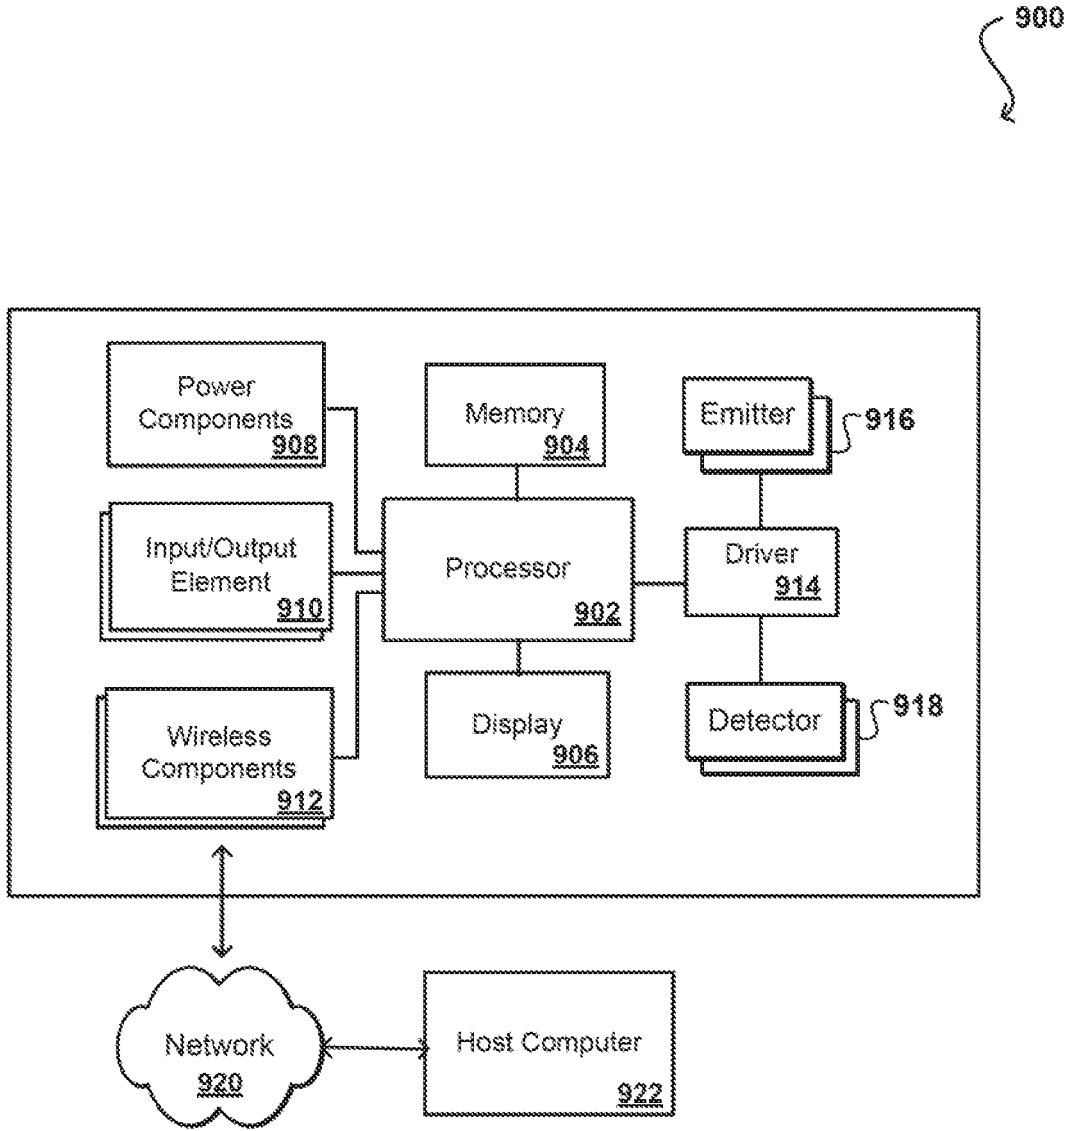 900
Power
Components
908
Memory
904
Emitter
916
Input/Output
Element
910
Processor
902
Driver
914
Wireless
Components
912
Display
906
Detector
918
Network
920
Host Computer
922